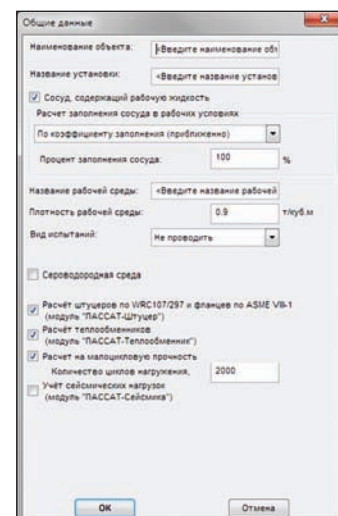 Общие данные
Наименование объекта: <Введите наименование объ
Название установки: <Введите название установ
Сосуд, содержащий рабочую жидкость
Расчет заполнения сосуда в рабочих условиях
По коэффициенту заполнения (приближенно)
Процент заполнения сосуда: 100 %
Название рабочей среды: <Введите название рабочей
Плотность рабочей среды: 0.9 т/куб.м
Вид испытаний: Не проводить
Сероводородная среда
Расчёт штуцеров по WRC107/297 и фланцев по ASME VIII-1
(модуль "ПАССАТ-Штуцер")
Расчёт теплообменников
(модуль "ПАССАТ-Теплообменник")
Расчет на малоцикловую прочность
Количество циклов нагружения, 2000
Учёт сейсмических нагрузок
(модуль "ПАССАТ-Сейсмика")
ОК Отмена